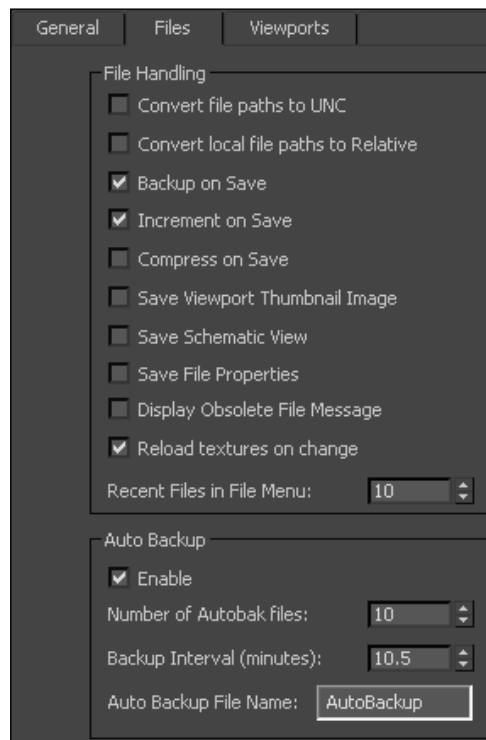 General Files Viewports
File Handling
Convert file paths to UNC
Convert local file paths to Relative
Backup on Save
Increment on Save
Compress on Save
Save Viewport Thumbnail Image
Save Schematic View
Save File Properties
Display Obsolete File Message
Reload textures on change
Recent Files in File Menu: 10
Auto Backup
Enable
Number of Autobak files: 10
Backup Interval (minutes): 10.5
Auto Backup File Name: AutoBackup